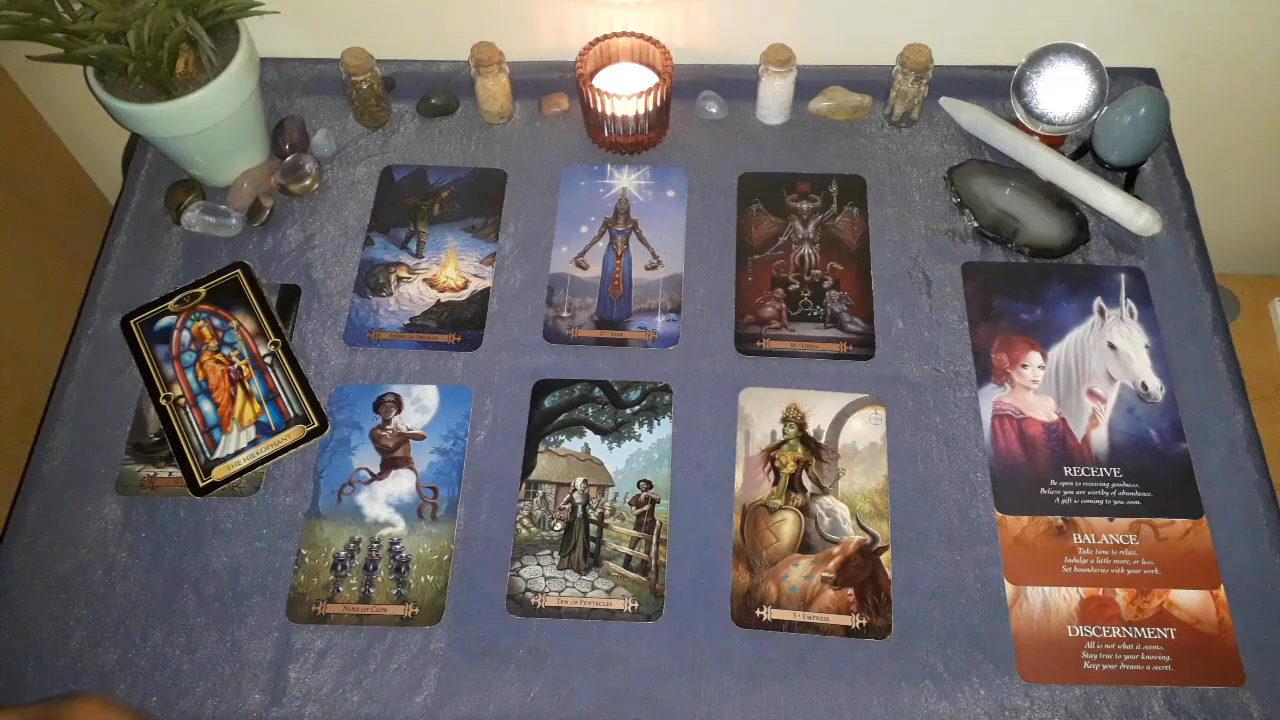 17 • STAR
15 • DEVIL
V
THE HIEROPHANT
NINE OF CUPS
TEN OF PENTACLES
3 • EMPRESS
RECEIVE
Be open to receiving goodness.
Believe you are worthy of abundance.
A gift is coming to you soon.
BALANCE
Take time to relax.
Indulge a little more, or less.
Set boundaries with your work.
DISCERNMENT
All is not what it seems.
Stay true to your knowing.
Keep your dreams a secret.